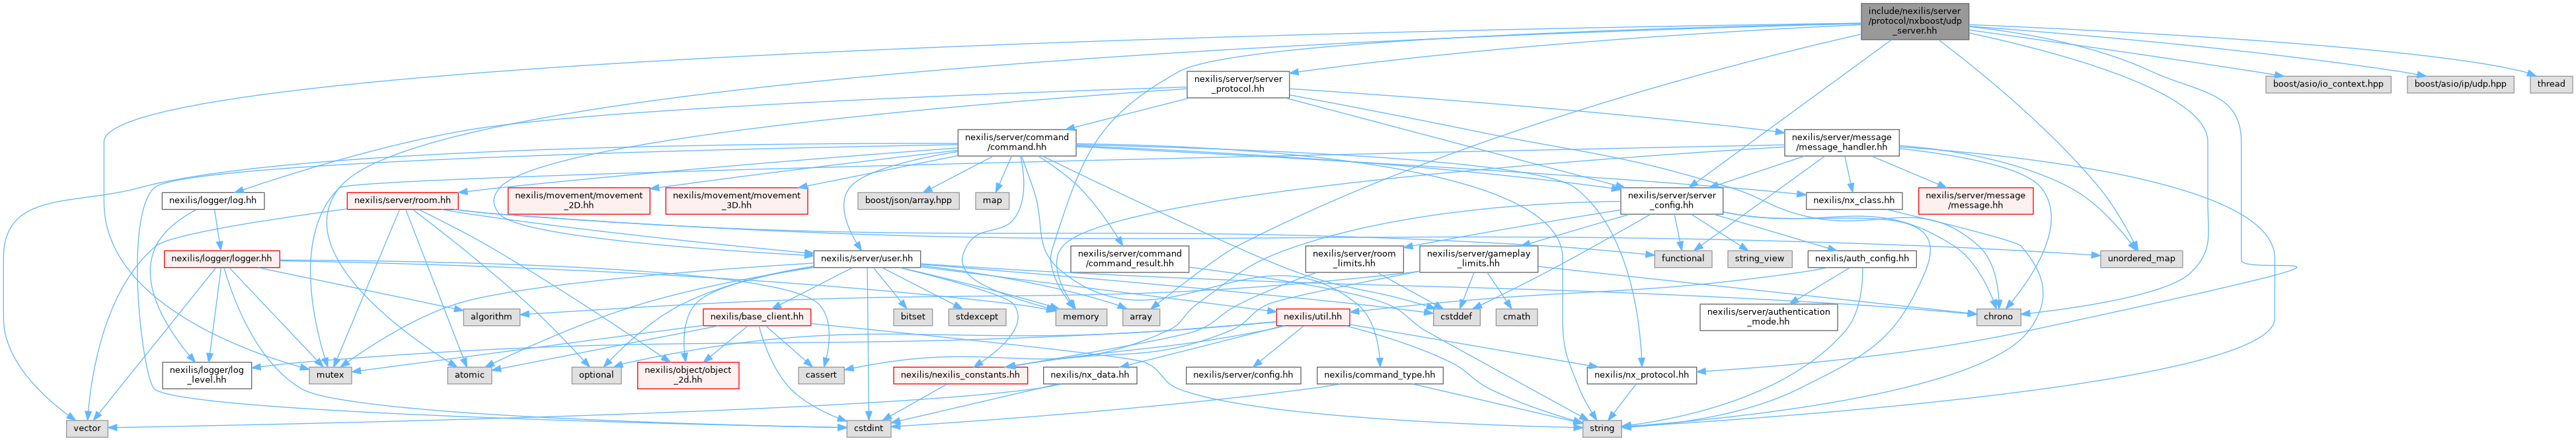 include/nexilis/server
/protocol/nxboost/udp
_server.hh
nexilis/server/server
_protocol.hh
boost/asio/io_context.hpp
boost/asio/ip/udp.hpp
thread
nexilis/server/command
/command.hh
nexilis/server/message
/message_handler.hh
nexilis/logger/log.hh
nexilis/server/room.hh
nexilis/movement/movement
_2D.hh
nexilis/movement/movement
_3D.hh
boost/json/array.hpp
map
nexilis/server/server
_config.hh
nexilis/nx_class.hh
nexilis/server/message
/message.hh
nexilis/logger/logger.hh
nexilis/server/user.hh
nexilis/server/command
/command_result.hh
nexilis/server/room
_limits.hh
nexilis/server/gameplay
_limits.hh
functional
string_view
nexilis/auth_config.hh
unordered_map
algorithm
nexilis/base_client.hh
bitset
stdexcept
memory
array
nexilis/util.hh
cstddef
cmath
nexilis/server/authentication
_mode.hh
chrono
nexilis/logger/log
_level.hh
mutex
atomic
optional
nexilis/object/object
_2d.hh
cassert
nexilis/nexilis_constants.hh
nexilis/nx_data.hh
nexilis/server/config.hh
nexilis/command_type.hh
nexilis/nx_protocol.hh
vector
cstdint
string